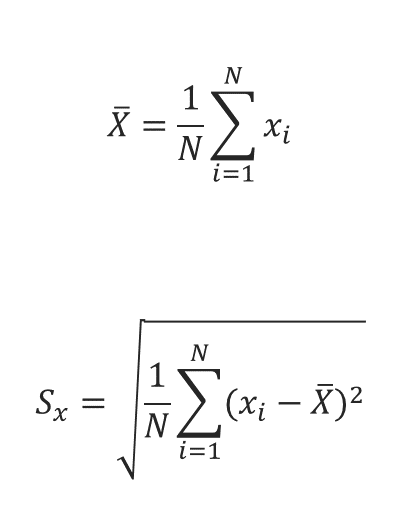 X̄ = 1/N ∑_{i=1}^{N} x_i
S_x = √(1/N ∑_{i=1}^{N} (x_i − X̄)²)